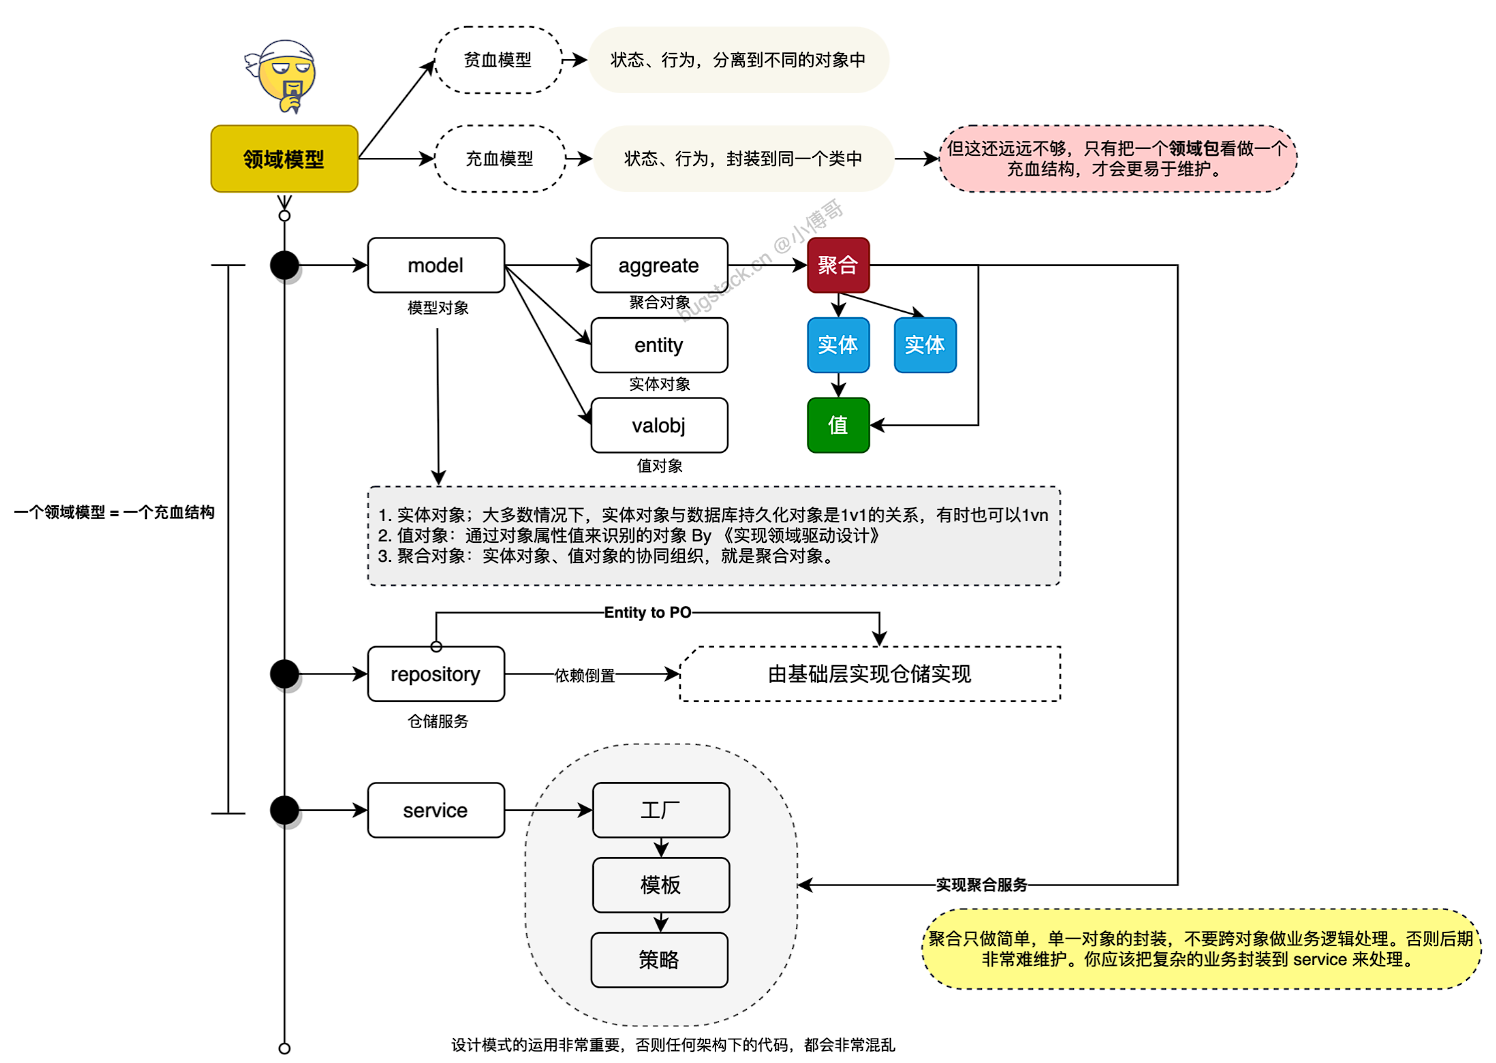 贫血模型
状态、行为，分离到不同的对象中
领域模型
充血模型
状态、行为，封装到同一个类中
但这还远远不够，只有把一个领域包看做一个
充血结构，才会更易于维护。
bugstack.cn @小傅哥
model
模型对象
aggreate
聚合对象
聚合
entity
实体对象
实体
实体
valobj
值对象
值
一个领域模型 = 一个充血结构
1. 实体对象；大多数情况下，实体对象与数据库持久化对象是1v1的关系，有时也可以1vn
2. 值对象：通过对象属性值来识别的对象 By 《实现领域驱动设计》
3. 聚合对象：实体对象、值对象的协同组织，就是聚合对象。
Entity to PO
repository
仓储服务
依赖倒置
由基础层实现仓储实现
service
工厂
模板
策略
实现聚合服务
聚合只做简单，单一对象的封装，不要跨对象做业务逻辑处理。否则后期
非常难维护。你应该把复杂的业务封装到 service 来处理。
设计模式的运用非常重要，否则任何架构下的代码，都会非常混乱